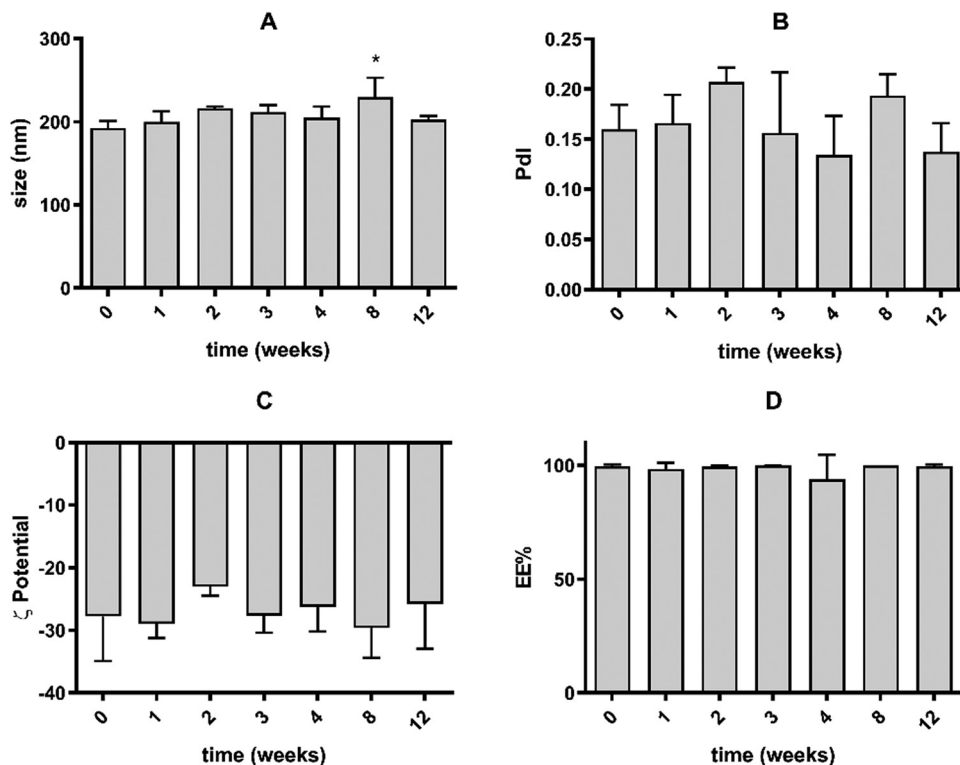 A
size (nm)
300
200
100
0
*
0 1 2 3 4 8 12
time (weeks)
B
PdI
0.25
0.20
0.15
0.10
0.05
0.00
0 1 2 3 4 8 12
time (weeks)
C
ζ Potential
0
-10
-20
-30
-40
0 1 2 3 4 8 12
time (weeks)
D
EE%
100
50
0
0 1 2 3 4 8 12
time (weeks)